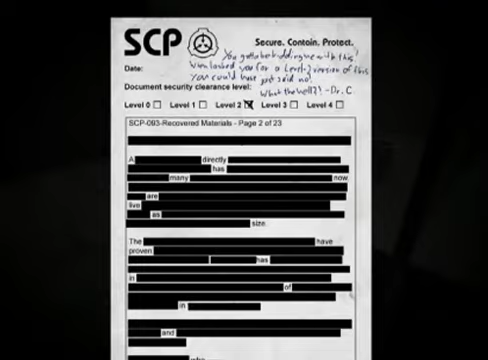 SCP
Secure. Contain. Protect.
You gotta be kidding me with this!
When I asked you for a Level-2 version of this
you could have just said no.
What the hell?! -Dr. C.
Date:
Document security clearance level:
Level 0 Level 1 Level 2 Level 3 Level 4
SCP-093-Recovered Materials - Page 2 of 23
A directly
has
many now
are
live
as
size.
The have
proven
has
in
of
in
and